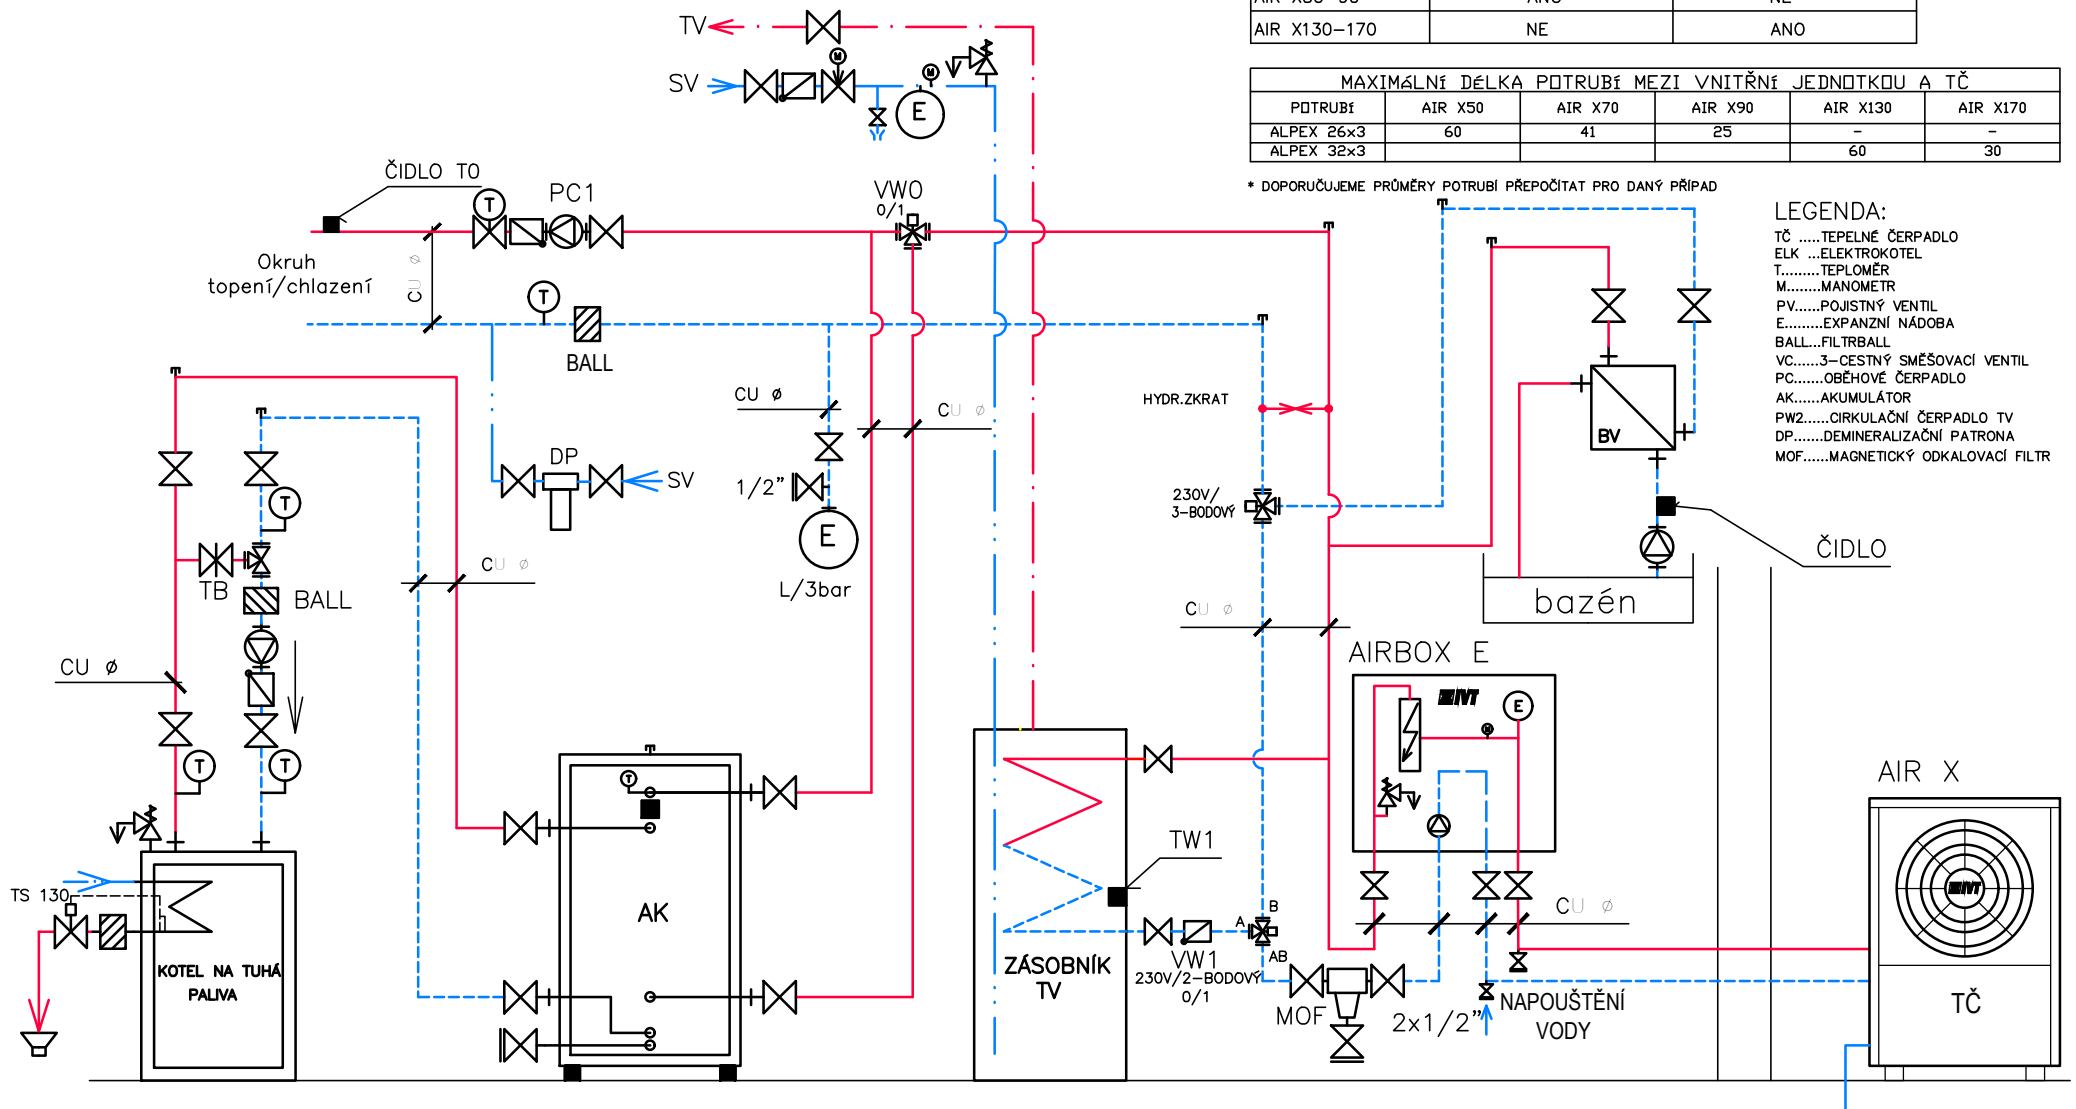 AIR X130-170 NE ANO
MAXIMáLNí DéLKA POTRUBí MEZI VNITŘNí JEDNOTKOU A TČ
POTRUBí AIR X50 AIR X70 AIR X90 AIR X130 AIR X170
ALPEX 26x3 60 41 25 - -
ALPEX 32x3 60 30
* DOPORUČUJEME PRŮMĚRY POTRUBÍ PŘEPOČÍTAT PRO DANÝ PŘÍPAD
LEGENDA:
TČ .....TEPELNÉ ČERPADLO
ELK ...ELEKTROKOTEL
T.........TEPLOMĚR
M........MANOMETR
PV.....POJISTNÝ VENTIL
E.........EXPANZNÍ NÁDOBA
BALL...FILTRBALL
VC.....3-CESTNÝ SMĚŠOVACÍ VENTIL
PC.......OBĚHOVÉ ČERPADLO
AK.....AKUMULÁTOR
PW2.....CIRKULAČNÍ ČERPADLO TV
DP.......DEMINERALIZAČNÍ PATRONA
MOF.....MAGNETICKÝ ODKALOVACÍ FILTR
TV
M
SV
M
E
ČIDLO T0
T
PC1
VW0
0/1
Okruh
topení/chlazení
CU Ø
T
BALL
CU Ø
CU Ø
HYDR.ZKRAT
DP
SV
1/2"
E
L/3bar
230V/
3-BODOVÝ
BV
ČIDLO
bazén
T
TB
BALL
CU Ø
CU Ø
CU Ø
T
T
AIRBOX E
IVT
E
M
AIR X
IVT
TČ
TS 130
KOTEL NA TUHÁ
PALIVA
T
AK
TW1
ZÁSOBNÍK
TV
A
B
AB
VW1
230V/2-BODOVÝ
0/1
CU Ø
MOF
2x1/2"
NAPOUŠTĚNÍ
VODY